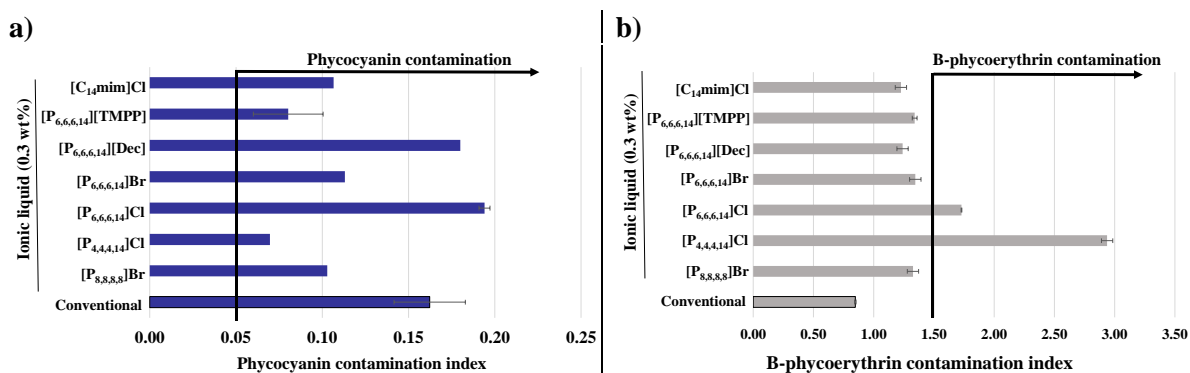 a)
Phycocyanin contamination
Ionic liquid (0.3 wt%)
[C₁₄mim]Cl
[P₆,₆,₆,₁₄][TMPP]
[P₆,₆,₆,₁₄][Dec]
[P₆,₆,₆,₁₄]Br
[P₆,₆,₆,₁₄]Cl
[P₄,₄,₄,₁₄]Cl
[P₈,₈,₈,₈]Br
Conventional
0.00 0.05 0.10 0.15 0.20 0.25
Phycocyanin contamination index
b)
B-phycoerythrin contamination
Ionic liquid (0.3 wt%)
[C₁₄mim]Cl
[P₆,₆,₆,₁₄][TMPP]
[P₆,₆,₆,₁₄][Dec]
[P₆,₆,₆,₁₄]Br
[P₆,₆,₆,₁₄]Cl
[P₄,₄,₄,₁₄]Cl
[P₈,₈,₈,₈]Br
Conventional
0.00 0.50 1.00 1.50 2.00 2.50 3.00 3.50
B-phycoerythrin contamination index